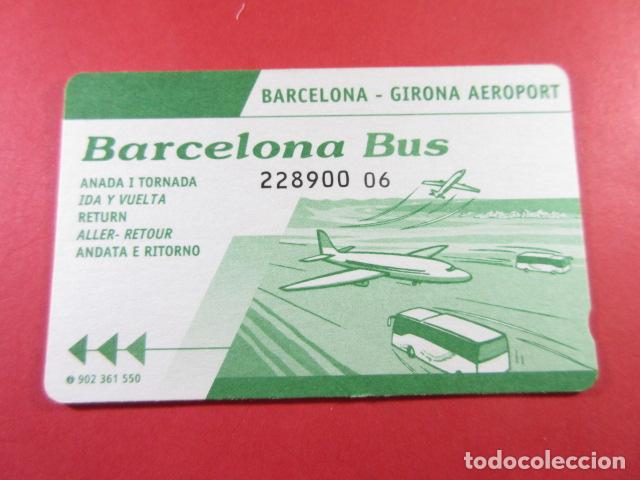 BARCELONA - GIRONA AEROPORT
Barcelona Bus
228900 06
ANADA I TORNADA
IDA Y VUELTA
RETURN
ALLER- RETOUR
ANDATA E RITORNO
902 361 550
todocoleccion.net